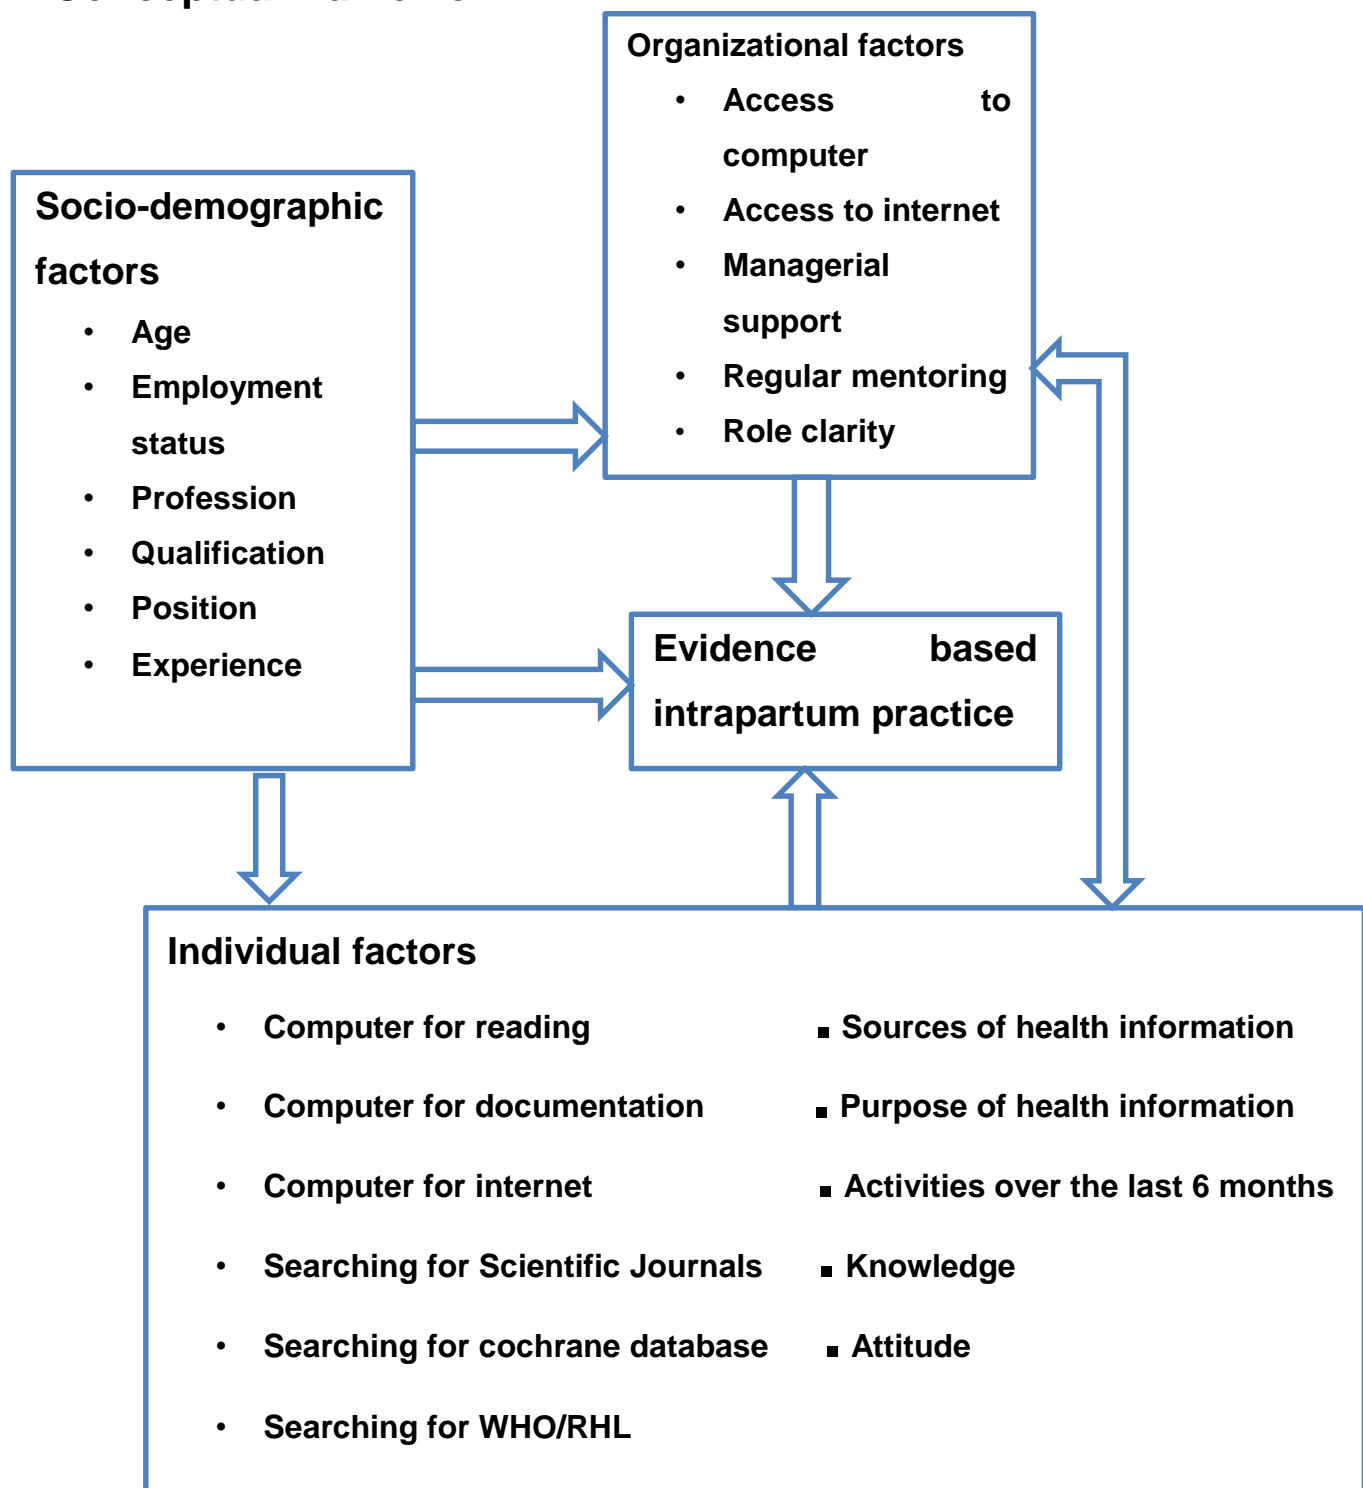 Organizational factors
• Access to
computer
• Access to internet
• Managerial
support
• Regular mentoring
• Role clarity
Socio-demographic
factors
• Age
• Employment
status
• Profession
• Qualification
• Position
• Experience
Evidence based
intrapartum practice
Individual factors
• Computer for reading
• Computer for documentation
• Computer for internet
• Searching for Scientific Journals
• Searching for cochrane database
• Searching for WHO/RHL
▪ Sources of health information
▪ Purpose of health information
▪ Activities over the last 6 months
▪ Knowledge
▪ Attitude